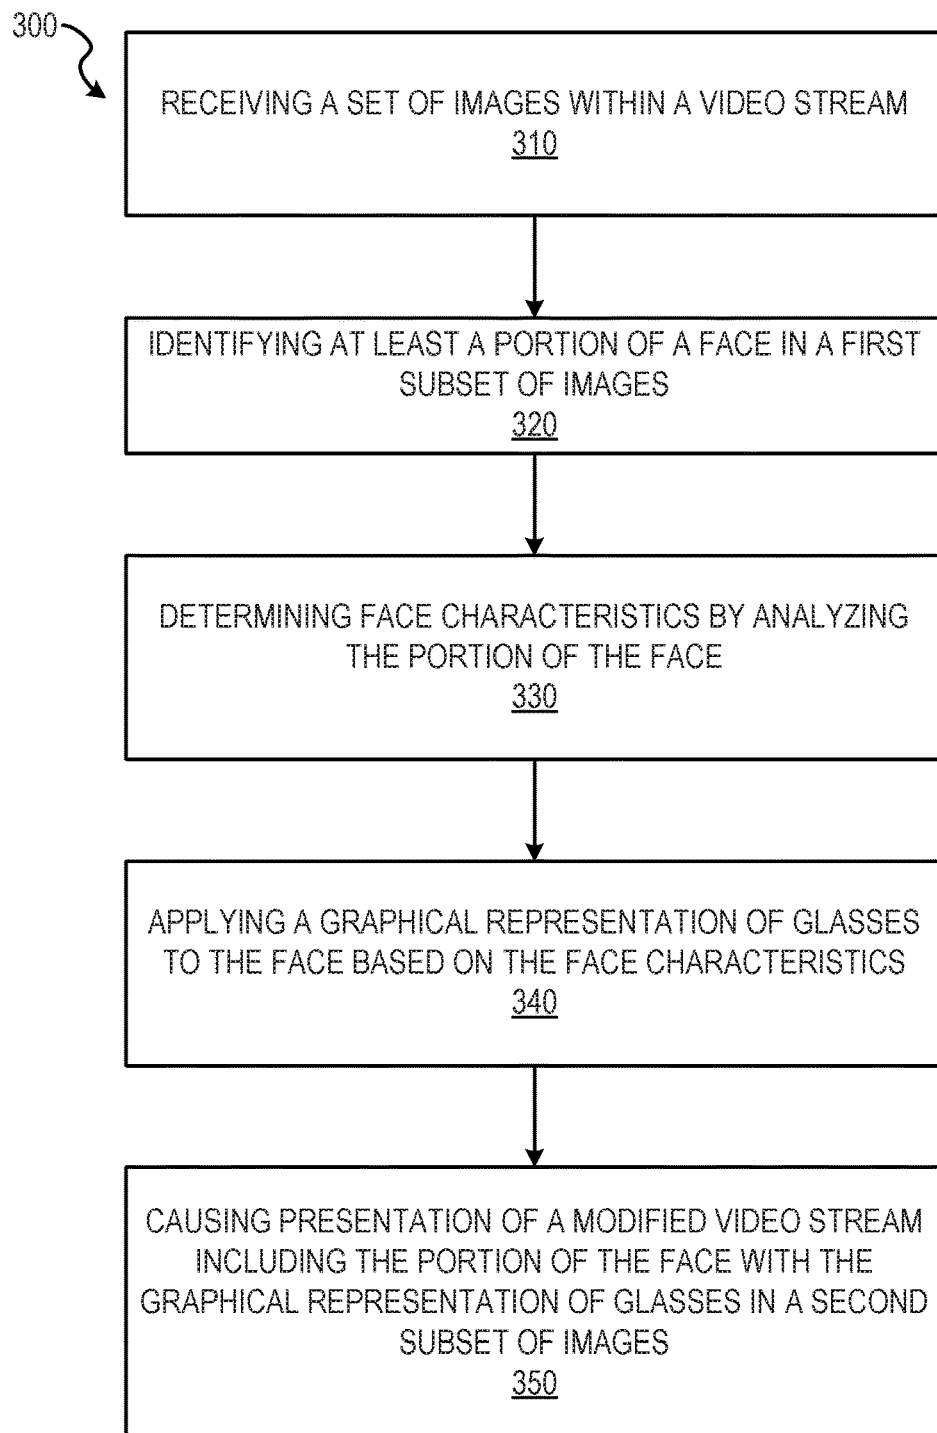 300
RECEIVING A SET OF IMAGES WITHIN A VIDEO STREAM
310
IDENTIFYING AT LEAST A PORTION OF A FACE IN A FIRST
SUBSET OF IMAGES
320
DETERMINING FACE CHARACTERISTICS BY ANALYZING
THE PORTION OF THE FACE
330
APPLYING A GRAPHICAL REPRESENTATION OF GLASSES
TO THE FACE BASED ON THE FACE CHARACTERISTICS
340
CAUSING PRESENTATION OF A MODIFIED VIDEO STREAM
INCLUDING THE PORTION OF THE FACE WITH THE
GRAPHICAL REPRESENTATION OF GLASSES IN A SECOND
SUBSET OF IMAGES
350